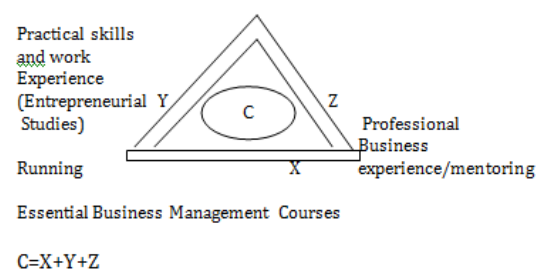 Practical skills
and work
Experience
(Entrepreneurial Y
Studies)
Z
C
Professional
Business
Running
X
experience/mentoring
Essential Business Management Courses
C=X+Y+Z